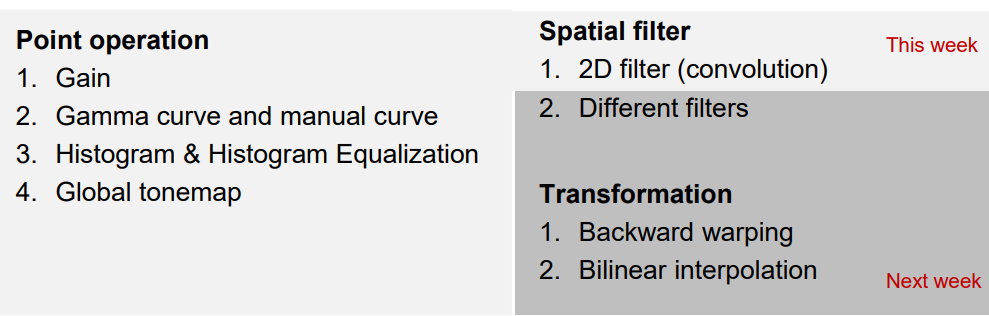 Point operation
1. Gain
2. Gamma curve and manual curve
3. Histogram & Histogram Equalization
4. Global tonemap
Spatial filter
This week
1. 2D filter (convolution)
2. Different filters
Transformation
1. Backward warping
2. Bilinear interpolation
Next week